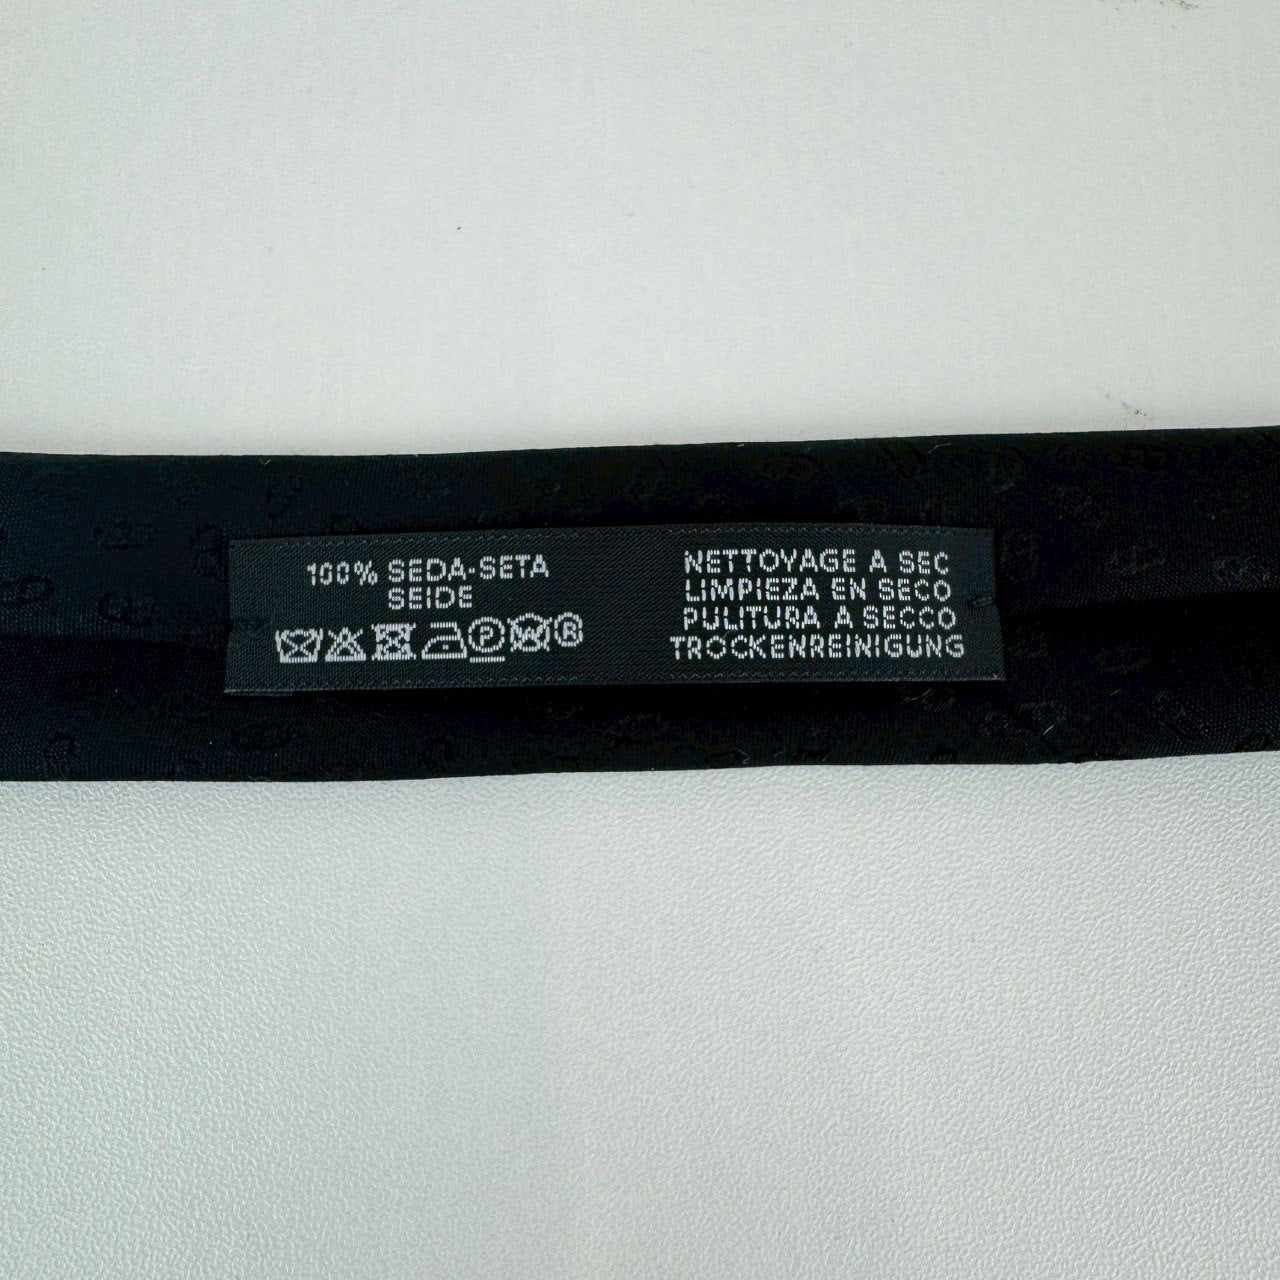 100% SEDA-SETA
SEIDE
P W R
NETTOYAGE A SEC
LIMPIEZA EN SECO
PULITURA A SECCO
TROCKENREINIGUNG